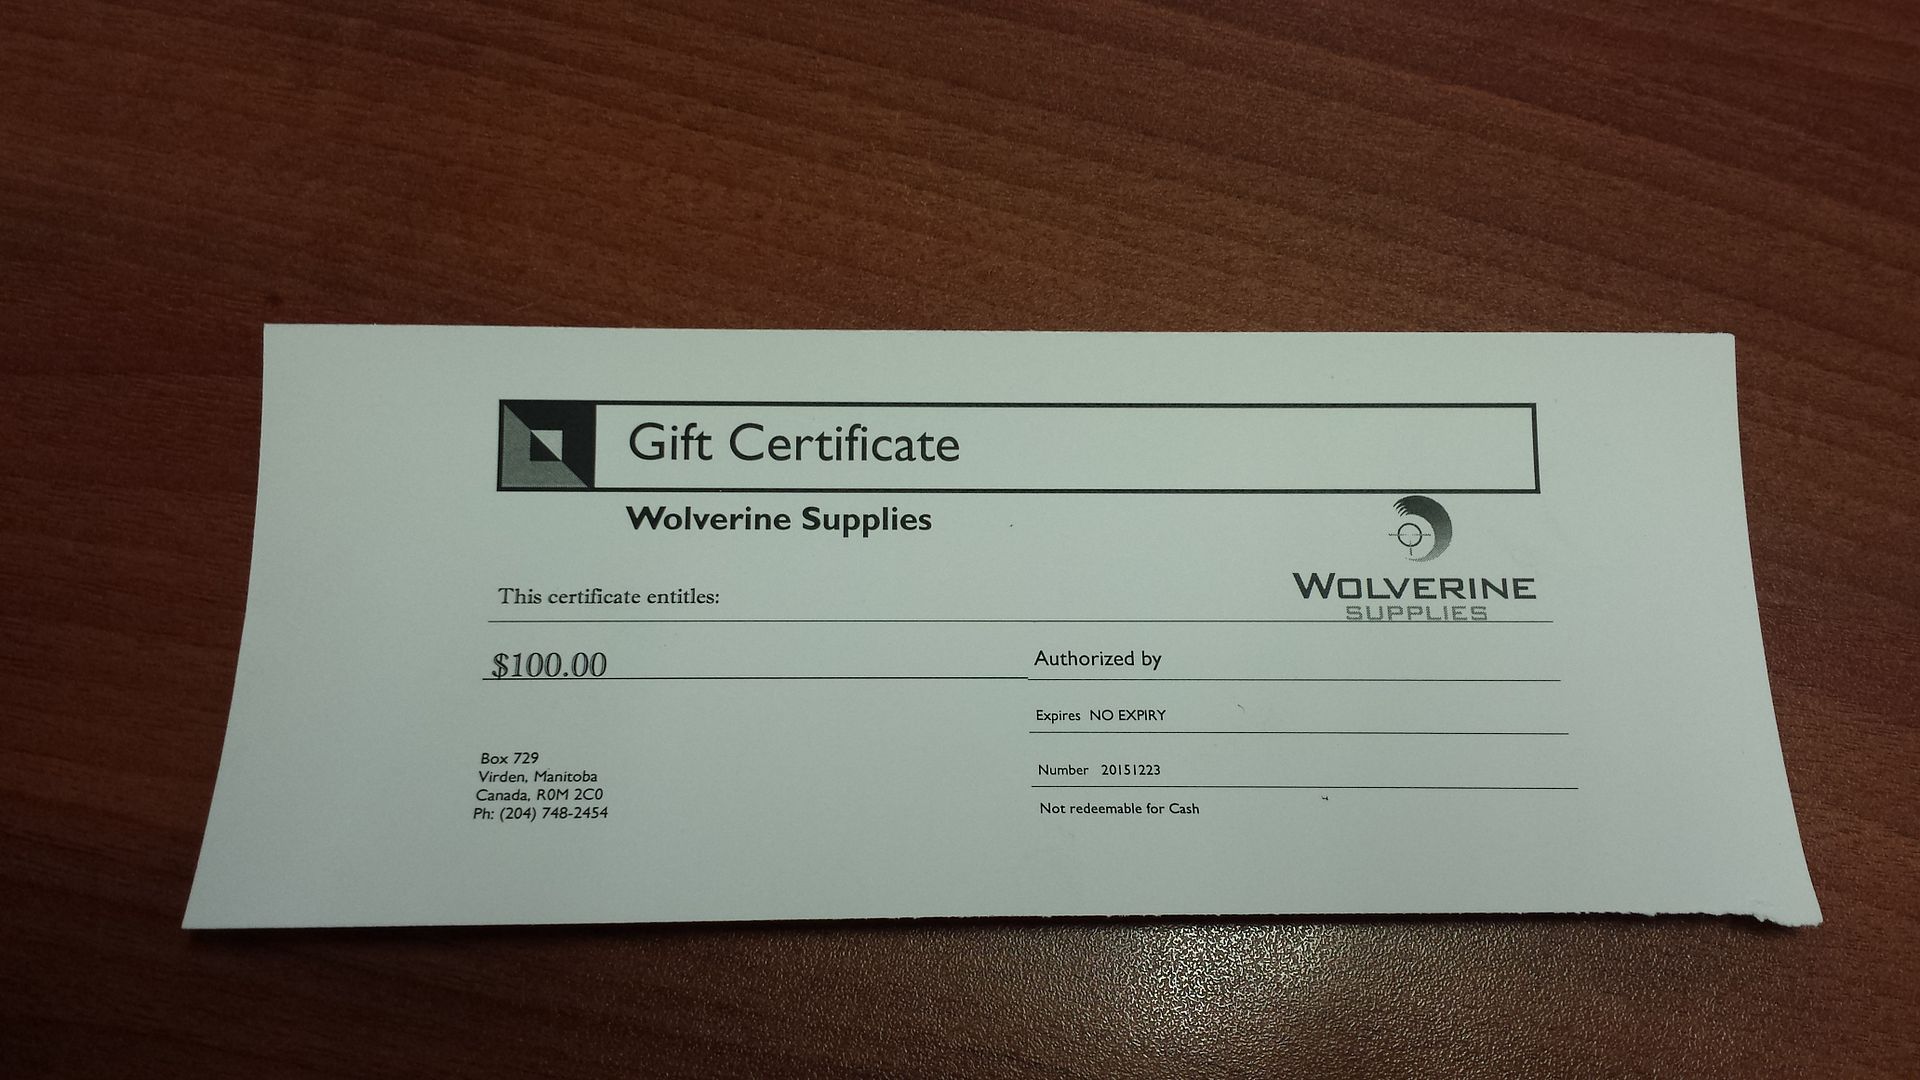 Gift Certificate
Wolverine Supplies
WOLVERINE
SUPPLIES
This certificate entitles:
$100.00
Authorized by
Expires NO EXPIRY
Number 20151223
Not redeemable for Cash
Box 729
Virden, Manitoba
Canada, R0M 2C0
Ph: (204) 748-2454